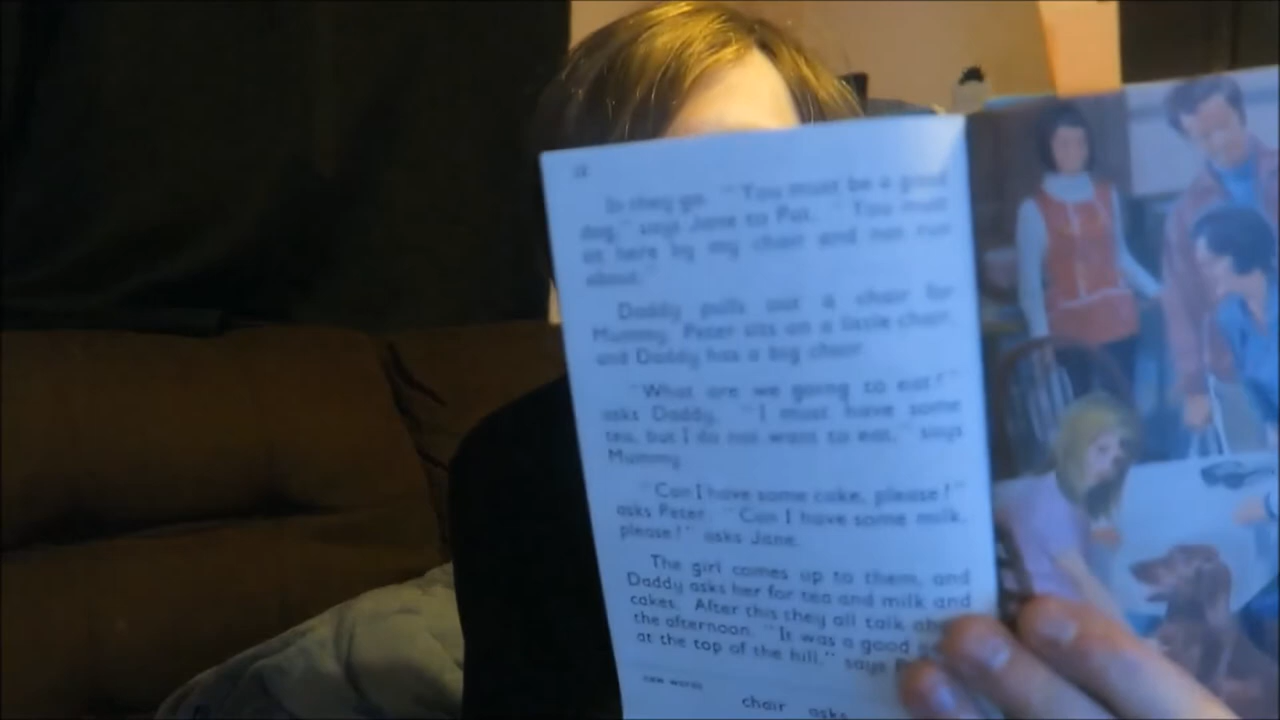 In they go. "You must be a good
dog," says Jane to Pat. "You must
sit here by my chair and not run
about."
Daddy pulls out a chair for
Mummy. Peter sits on a little chair,
and Daddy has a big chair.
"What are we going to eat?"
asks Daddy. "I must have some
tea, but I do not want to eat," says
Mummy.
"Can I have some cake, please?"
asks Peter. "Can I have some milk,
please?" asks Jane.
The girl comes up to them, and
Daddy asks her for tea and milk and
cakes. After this they all talk
the afternoon. "It was a good
at the top of the hill," says
new words
chair asks